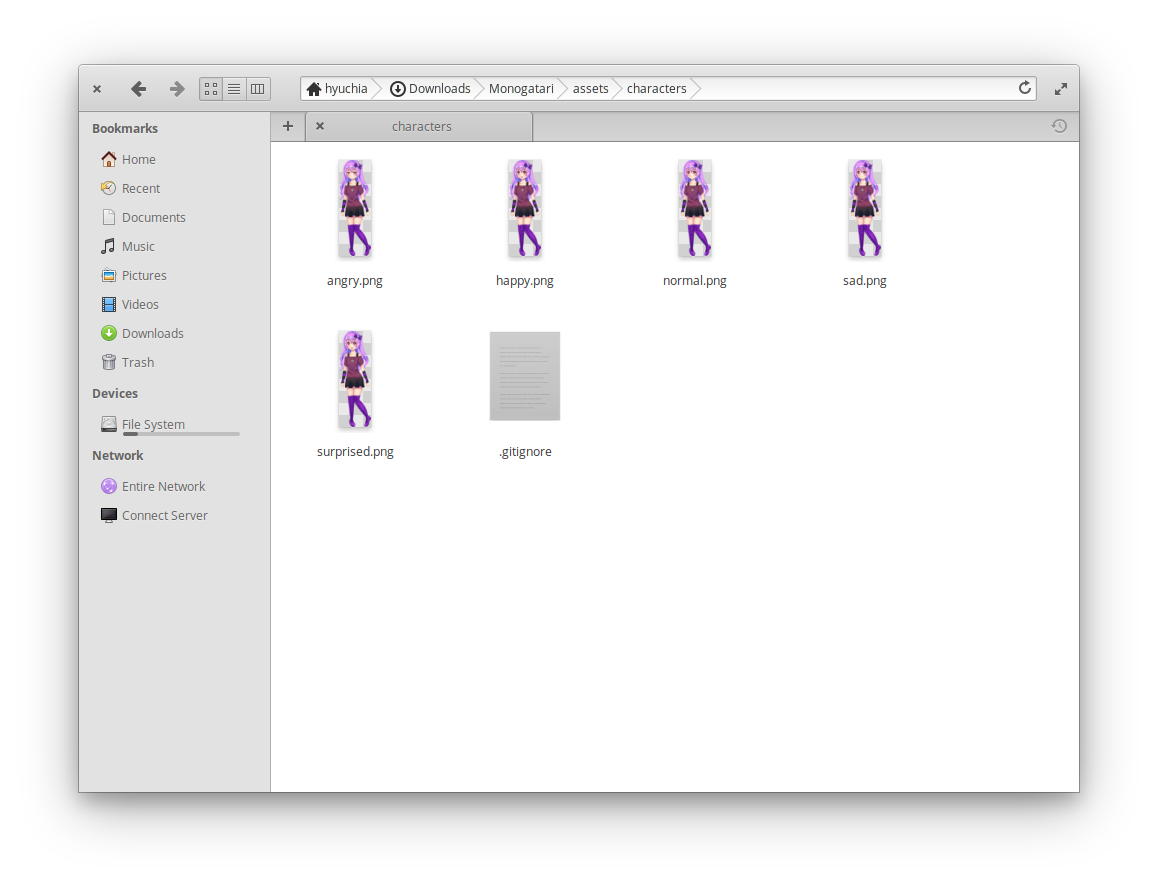 hyuchia Downloads Monogatari assets characters
characters
Bookmarks
Home
Recent
Documents
Music
Pictures
Videos
Downloads
Trash
Devices
File System
Network
Entire Network
Connect Server
angry.png happy.png normal.png sad.png
surprised.png .gitignore